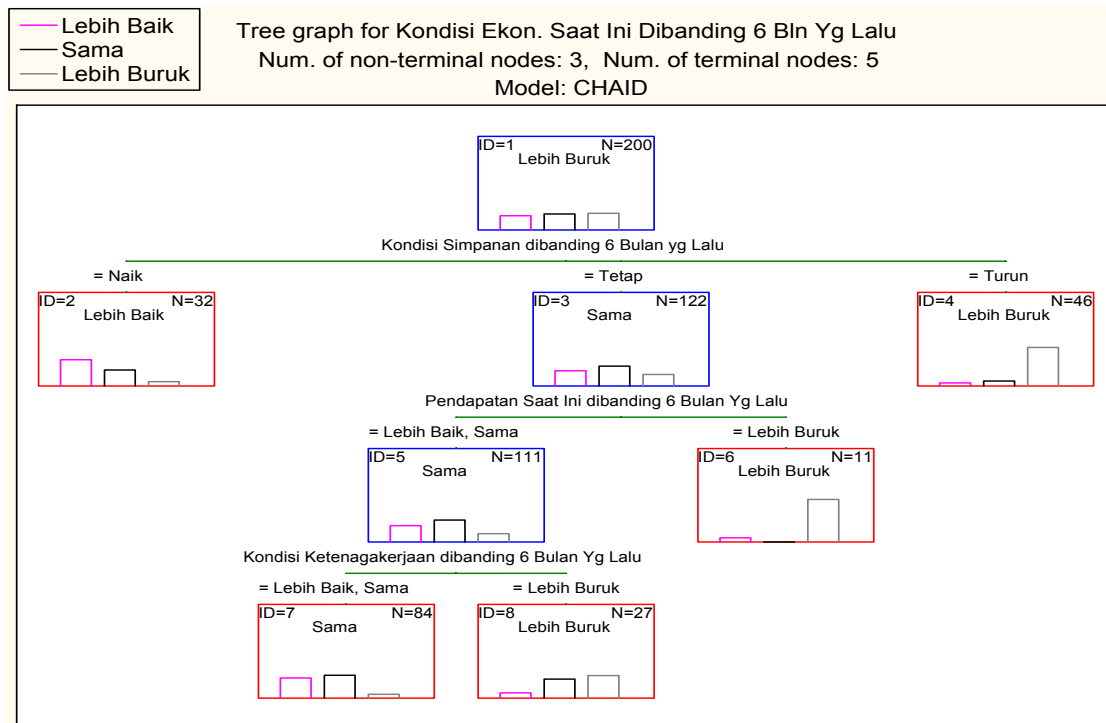 Lebih Baik
Sama
Lebih Buruk
Tree graph for Kondisi Ekon. Saat Ini Dibanding 6 Bln Yg Lalu
Num. of non-terminal nodes: 3, Num. of terminal nodes: 5
Model: CHAID
ID=1 N=200
Lebih Buruk
Kondisi Simpanan dibanding 6 Bulan yg Lalu
= Naik = Tetap = Turun
ID=2 N=32 ID=3 N=122 ID=4 N=46
Lebih Baik Sama Lebih Buruk
Pendapatan Saat Ini dibanding 6 Bulan Yg Lalu
= Lebih Baik, Sama = Lebih Buruk
ID=5 N=111 ID=6 N=11
Sama Lebih Buruk
Kondisi Ketenagakerjaan dibanding 6 Bulan Yg Lalu
= Lebih Baik, Sama = Lebih Buruk
ID=7 N=84 ID=8 N=27
Sama Lebih Buruk